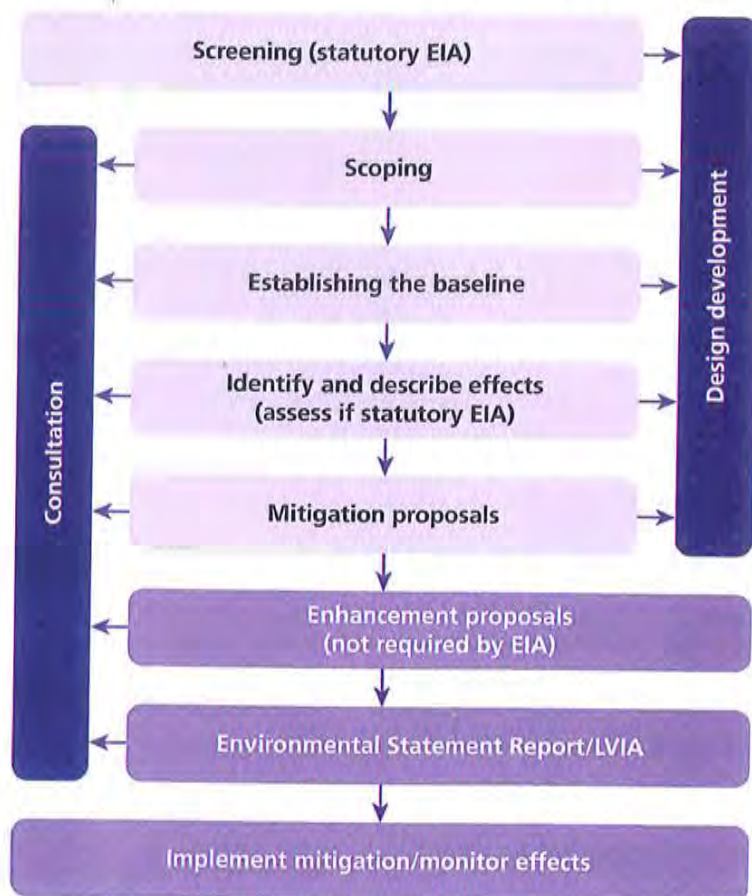 Screening (statutory EIA)
Scoping
Establishing the baseline
Identify and describe effects
(assess if statutory EIA)
Mitigation proposals
Enhancement proposals
(not required by EIA)
Environmental Statement Report/LVIA
Implement mitigation/monitor effects
Consultation
Design development